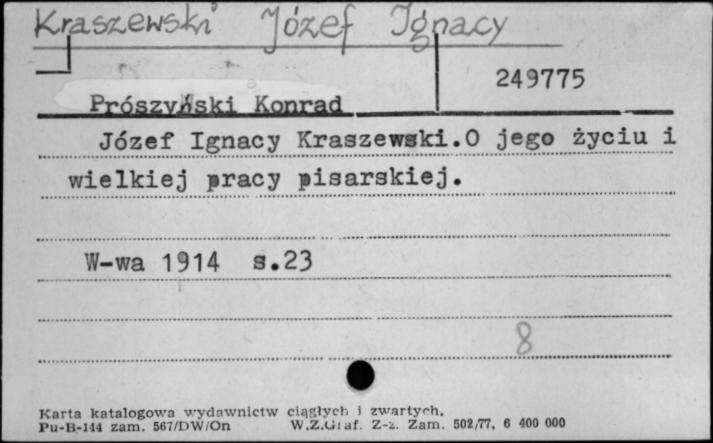 Kraszewski Józef Ignacy
249775
Prószyński Konrad
Józef Ignacy Kraszewski.O jego życiu i
wielkiej pracy pisarskiej.
W-wa 1914 s.23
8
Karta katalogowa wydawnictw ciągłych i zwartych.
Pu-B-144 zam. 567/DW/On W.Z.Graf. Z-z. Zam. 502/77, 6 400 000